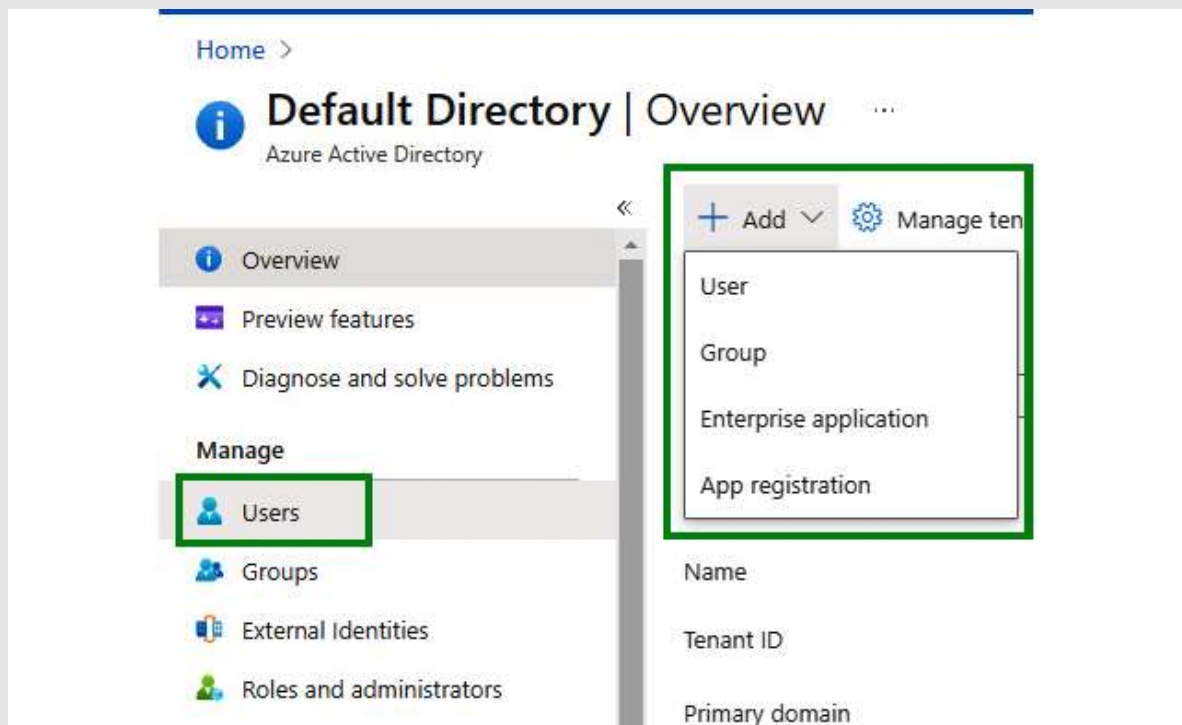 Home >
Default Directory | Overview ...
Azure Active Directory
«
Overview
Preview features
Diagnose and solve problems
Manage
Users
Groups
External Identities
Roles and administrators
+ Add Manage ten
User
Group
Enterprise application
App registration
Name
Tenant ID
Primary domain